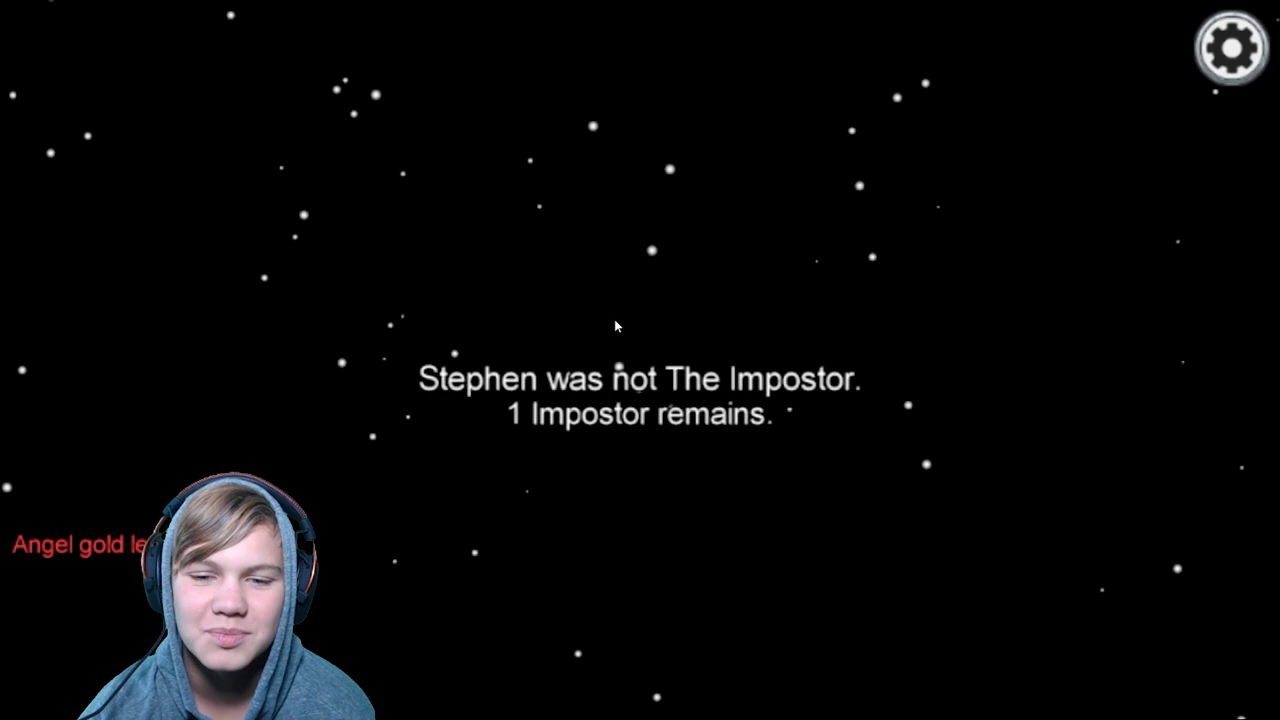 Stephen was not The Impostor.
1 Impostor remains.
Angel gold